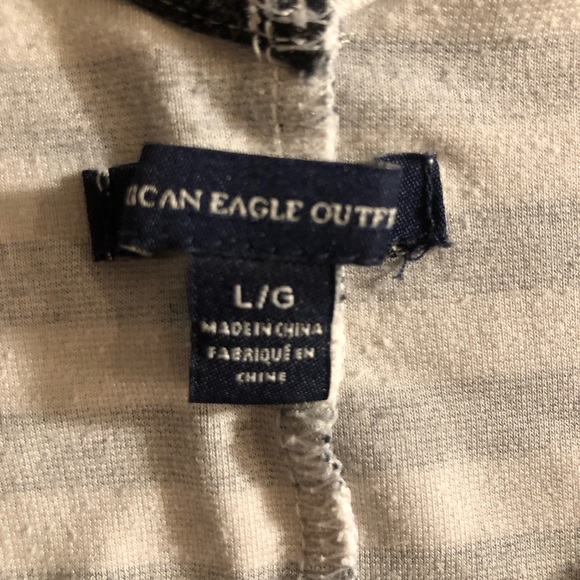 ICAN EAGLE OUTFI
L/G
MADE IN CHINA
FABRIQUÉ EN
CHINE